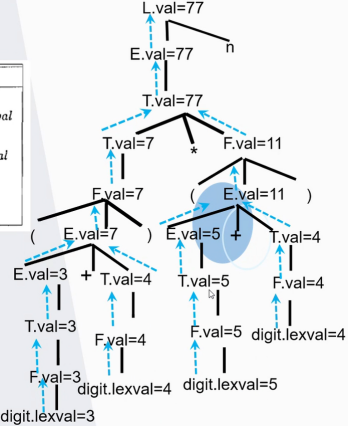 L.val=77
E.val=77 n
T.val=77
val
T.val=7 * F.val=11
al
F.val=7 ( E.val=11 )
( E.val=7 ) E.val=5 + T.val=4
E.val=3 + T.val=4 T.val=5 F.val=4
T.val=3 F.val=4 F.val=5 digit.lexval=4
F.val=3 digit.lexval=4 digit.lexval=5
digit.lexval=3